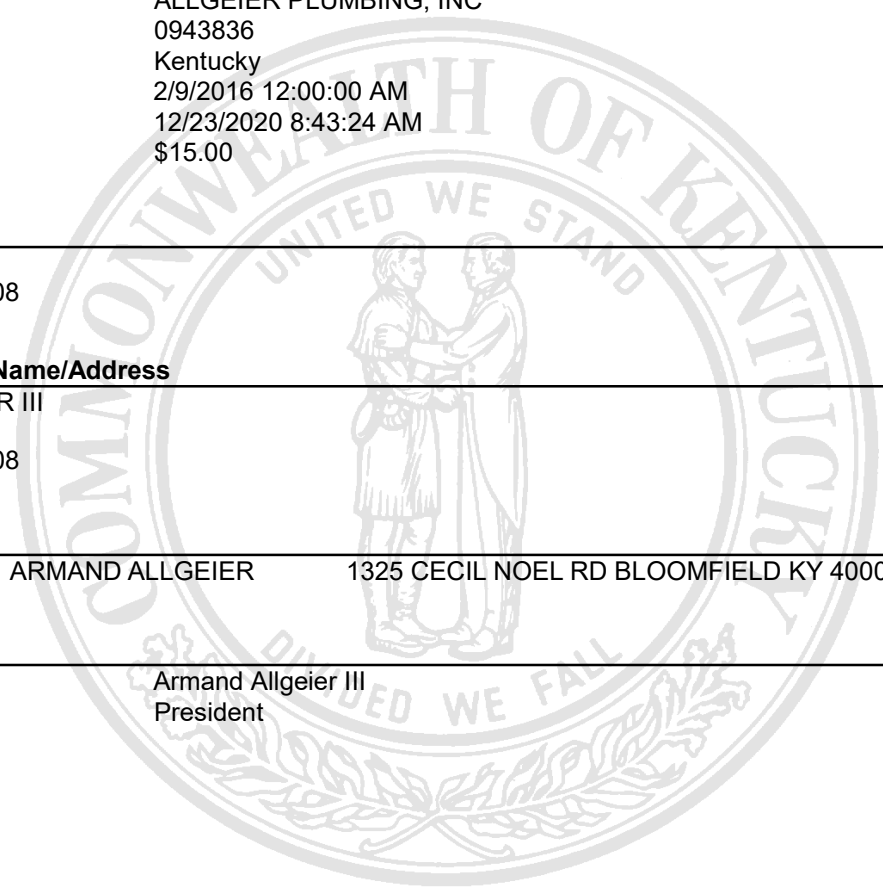 ALLGEIER PLUMBING, INC
0943836
Kentucky
2/9/2016 12:00:00 AM
12/23/2020 8:43:24 AM
$15.00
COMMONWEALTH OF KENTUCKY
UNITED WE STAND
08
Name/Address
R III
08
ARMAND ALLGEIER 1325 CECIL NOEL RD BLOOMFIELD KY 4000
DIVIDED WE FALL
Armand Allgeier III
President